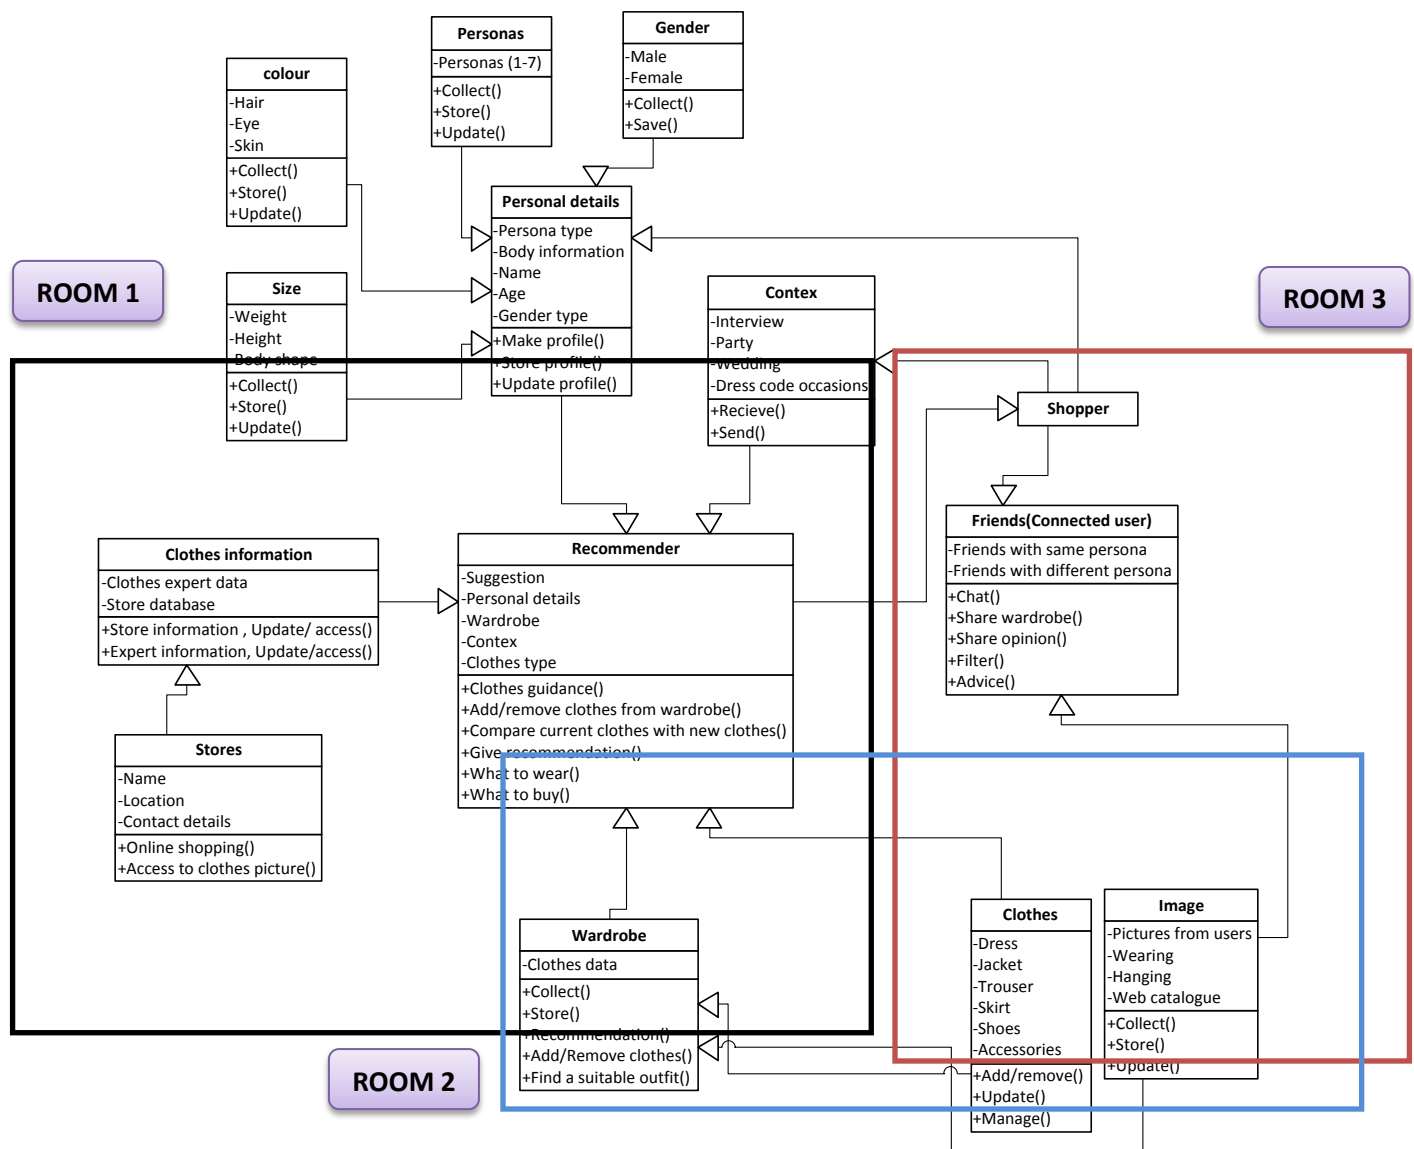 Personas
-Personas (1-7)
+Collect()
+Store()
+Update()
Gender
-Male
-Female
+Collect()
+Save()
colour
-Hair
-Eye
-Skin
+Collect()
+Store()
+Update()
Personal details
-Persona type
-Body information
-Name
-Age
-Gender type
+Make profile()
+Store profile()
+Update profile()
ROOM 1
Size
-Weight
-Height
-Body shape
+Collect()
+Store()
+Update()
Contex
-Interview
-Party
-Wedding
-Dress code occasions
+Recieve()
+Send()
ROOM 3
Shopper
Friends(Connected user)
-Friends with same persona
-Friends with different persona
+Chat()
+Share wardrobe()
+Share opinion()
+Filter()
+Advice()
Clothes information
-Clothes expert data
-Store database
+Store information , Update/ access()
+Expert information, Update/access()
Recommender
-Suggestion
-Personal details
-Wardrobe
-Contex
-Clothes type
+Clothes guidance()
+Add/remove clothes from wardrobe()
+Compare current clothes with new clothes()
+Give recommendation()
+What to wear()
+What to buy()
Stores
-Name
-Location
-Contact details
+Online shopping()
+Access to clothes picture()
Wardrobe
-Clothes data
+Collect()
+Store()
+Recommendation()
+Add/Remove clothes()
+Find a suitable outfit()
Clothes
-Dress
-Jacket
-Trouser
-Skirt
-Shoes
-Accessories
+Add/remove()
+Update()
+Manage()
Image
-Pictures from users
-Wearing
-Hanging
-Web catalogue
+Collect()
+Store()
+Update()
ROOM 2